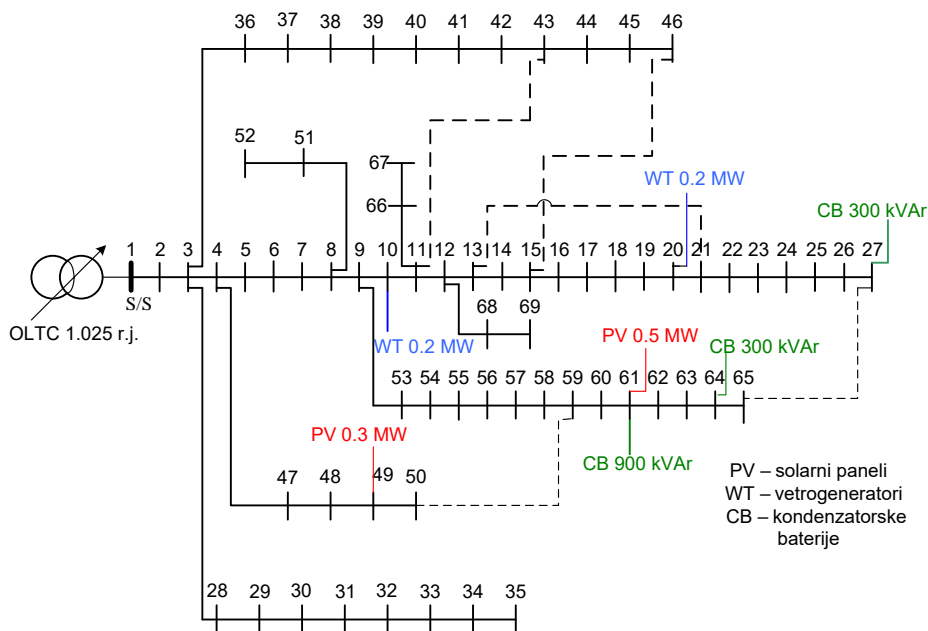 36 37 38 39 40 41 42 43 44 45 46
52 51
67
66
WT 0.2 MW
CB 300 kVAr
1 2 3 4 5 6 7 8 9 10 11 12 13 14 15 16 17 18 19 20 21 22 23 24 25 26 27
S/S
OLTC 1.025 r.j.
68 69
WT 0.2 MW
PV 0.5 MW
CB 300 kVAr
53 54 55 56 57 58 59 60 61 62 63 64 65
PV 0.3 MW
CB 900 kVAr
47 48 49 50
PV – solarni paneli
WT – vetrogeneratori
CB – kondenzatorske
baterije
28 29 30 31 32 33 34 35